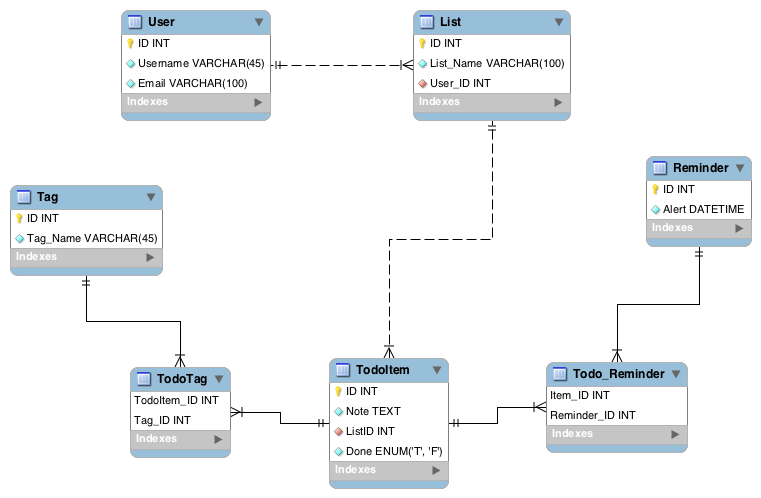 User
ID INT
Username VARCHAR(45)
Email VARCHAR(100)
Indexes
List
ID INT
List_Name VARCHAR(100)
User_ID INT
Indexes
Tag
ID INT
Tag_Name VARCHAR(45)
Indexes
Reminder
ID INT
Alert DATETIME
Indexes
TodoTag
TodoItem_ID INT
Tag_ID INT
Indexes
TodoItem
ID INT
Note TEXT
ListID INT
Done ENUM('T', 'F')
Indexes
Todo_Reminder
Item_ID INT
Reminder_ID INT
Indexes